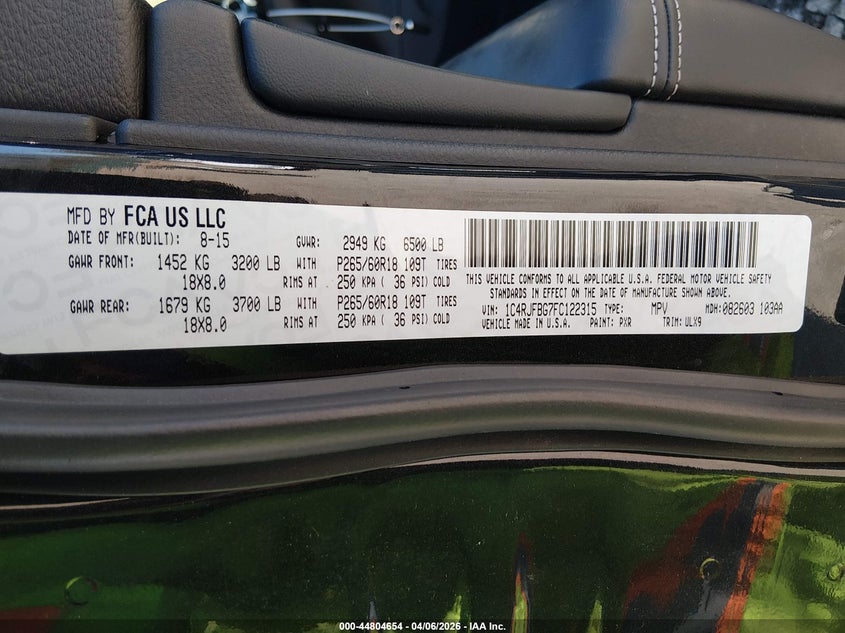 MFD BY FCA US LLC
DATE OF MFR(BUILT): 8-15 GVWR: 2949 KG 6500 LB
GAWR FRONT: 1452 KG 3200 LB WITH P265/60R18 109T TIRES
18X8.0 RIMS AT 250 KPA ( 36 PSI) COLD
GAWR REAR: 1679 KG 3700 LB WITH P265/60R18 109T TIRES
18X8.0 RIMS AT 250 KPA ( 36 PSI) COLD
THIS VEHICLE CONFORMS TO ALL APPLICABLE U.S.A. FEDERAL MOTOR VEHICLE SAFETY
STANDARDS IN EFFECT ON THE DATE OF MANUFACTURE SHOWN ABOVE.
VIN: 1C4RJFBG7FC122315 TYPE: MPV MDH:082603 103AA
VEHICLE MADE IN U.S.A. PAINT: PXR TRIM: ULX9
000-44804654 - 04/06/2026 - IAA Inc.